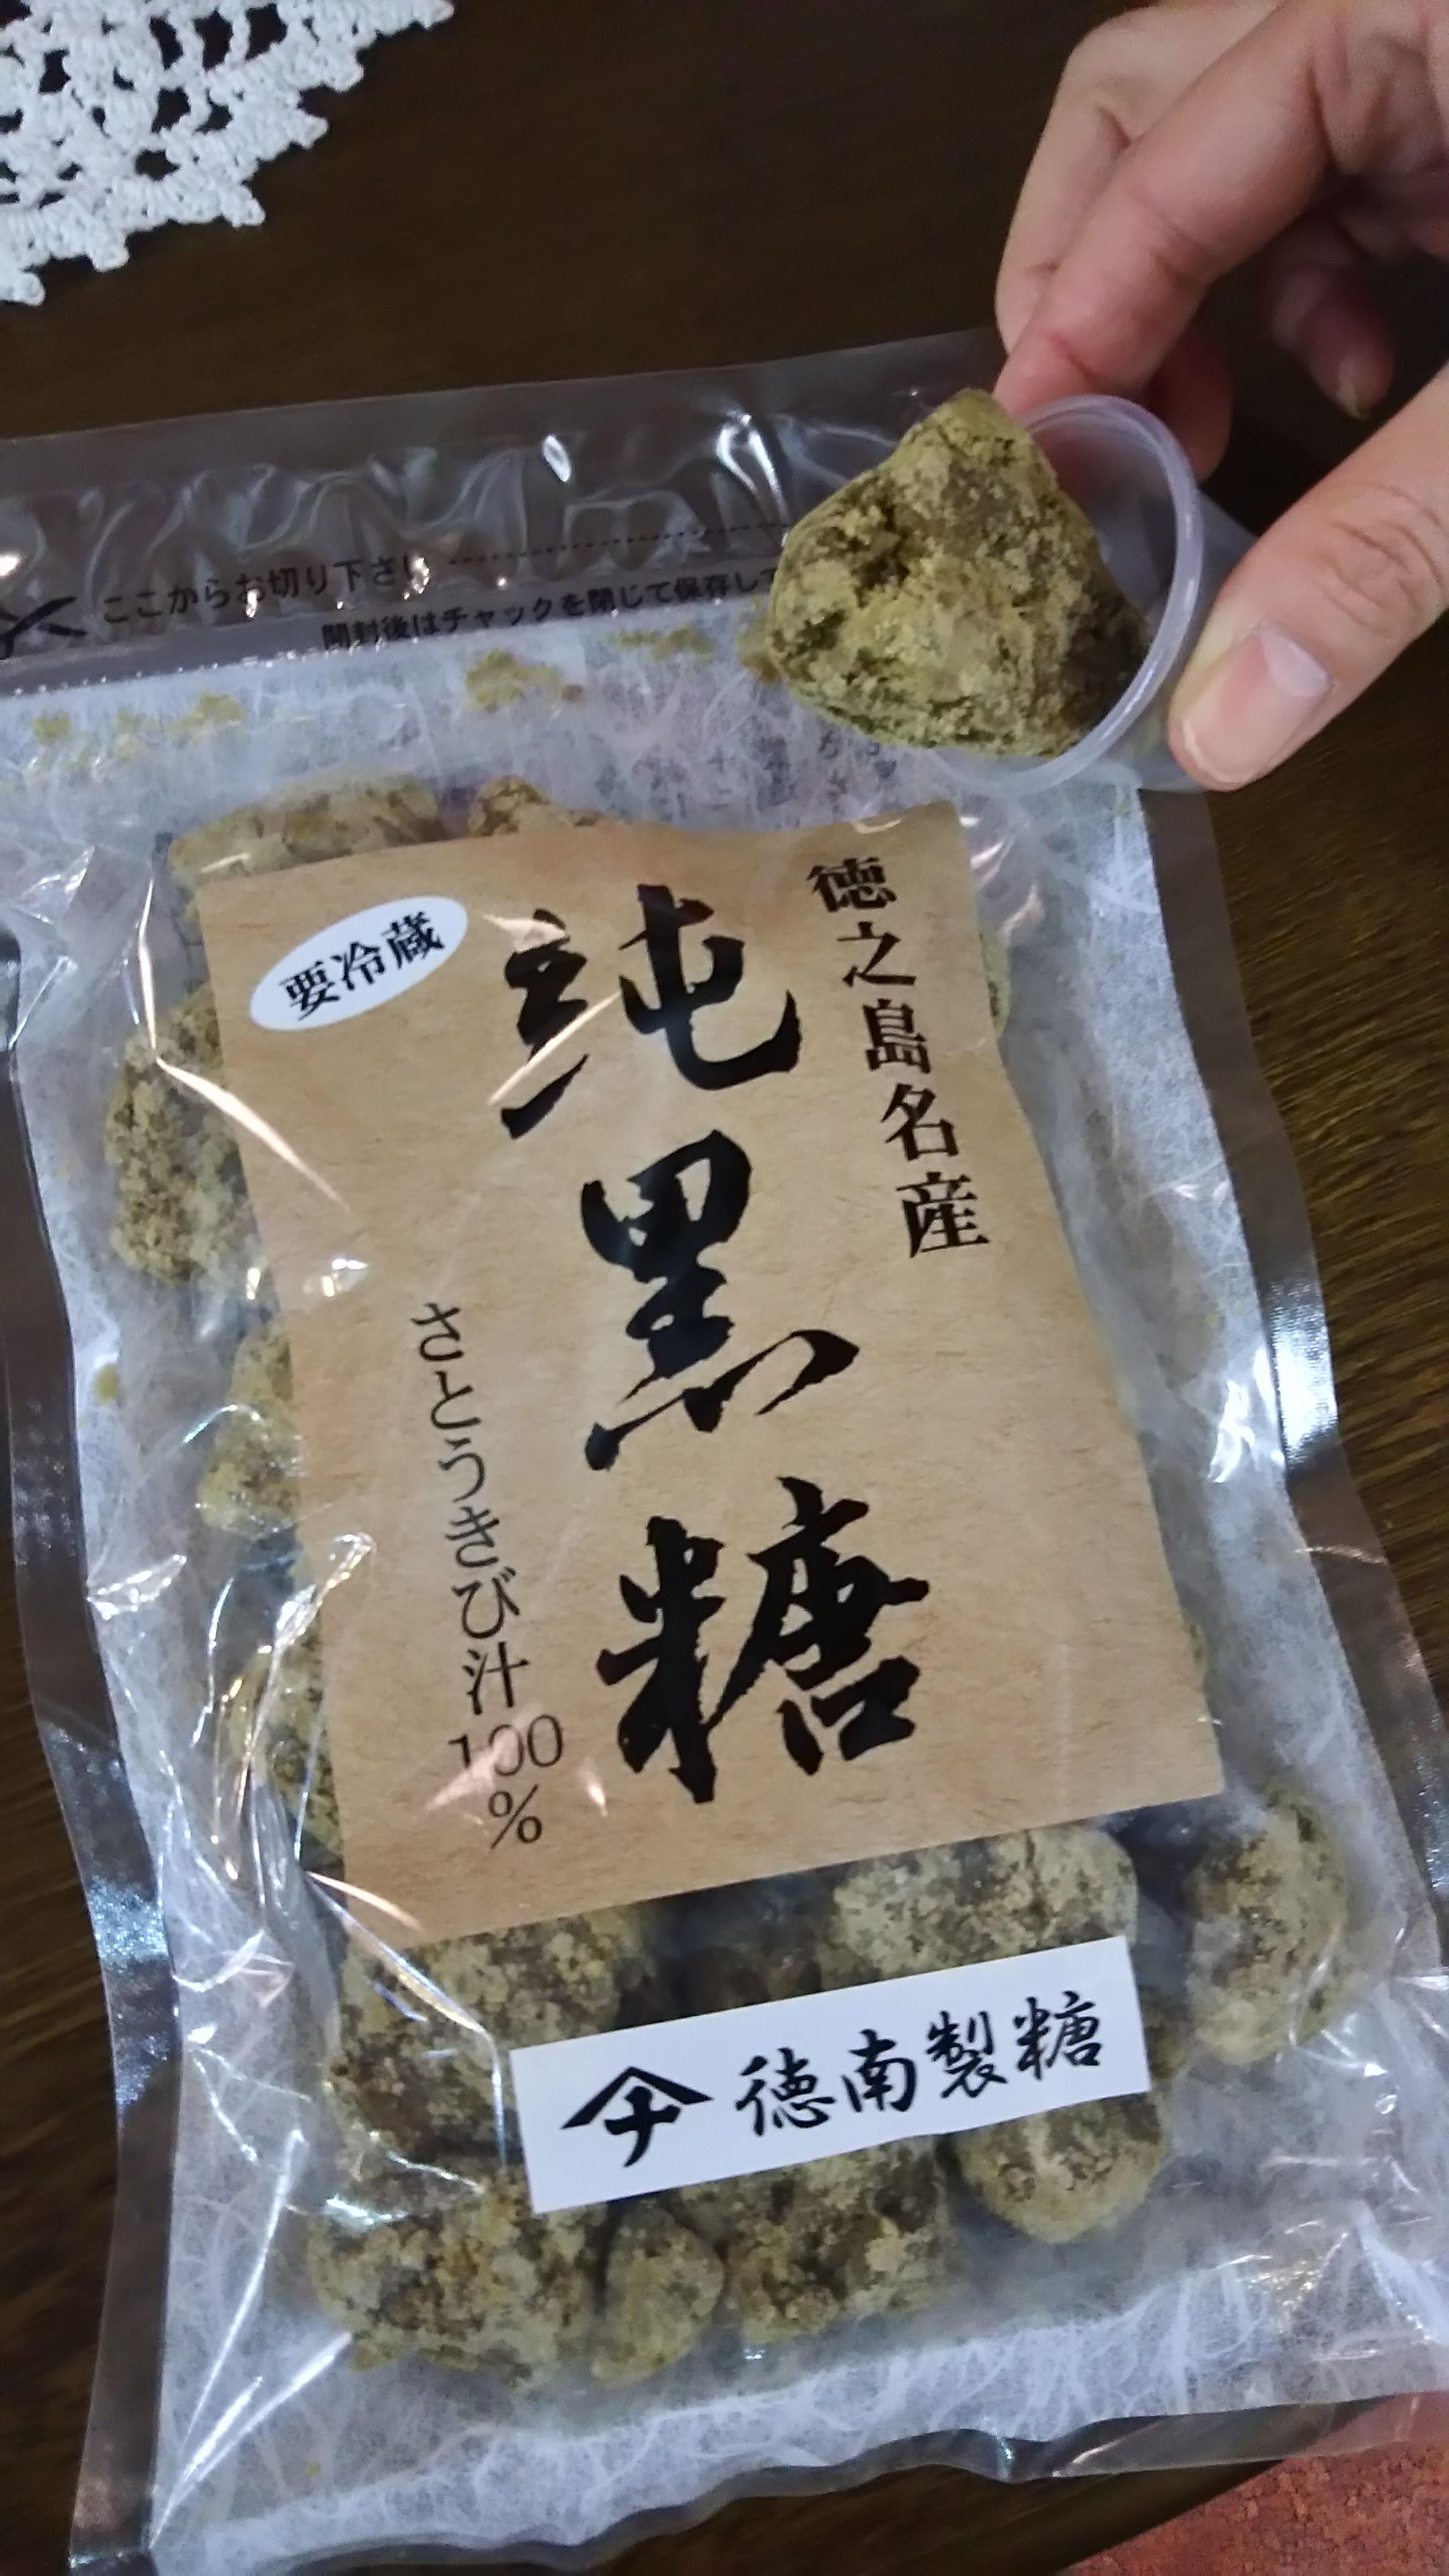 ここからお切り下さい
開封後はチャックを閉じて保存して
要冷蔵
徳之島名産
純黒糖
さとうきび汁100%
徳南製糖